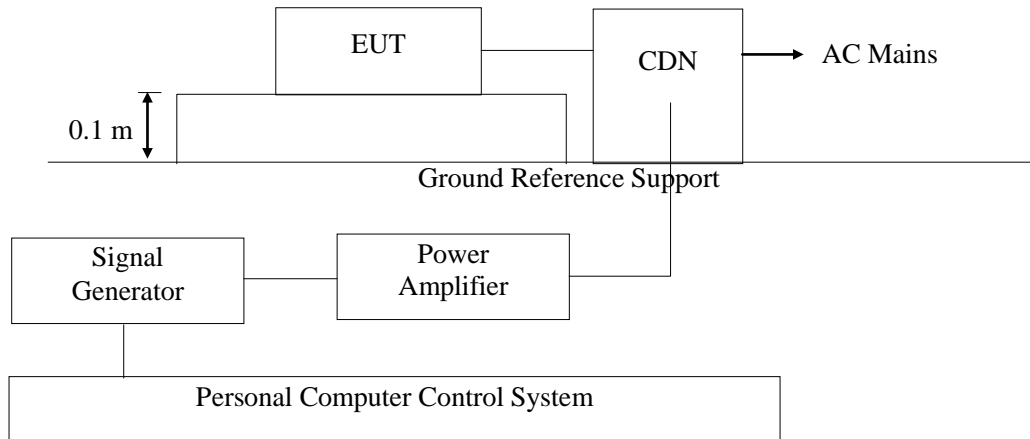 EUT
CDN
AC Mains
0.1 m
Ground Reference Support
Signal
Generator
Power
Amplifier
Personal Computer Control System